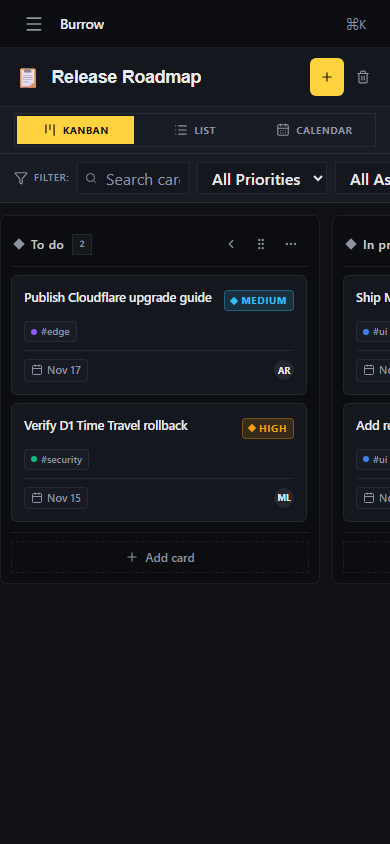 Burrow
⌘K
Release Roadmap
KANBAN
LIST
CALENDAR
FILTER:
Search car
All Priorities
All As
To do
2
Publish Cloudflare upgrade guide
MEDIUM
#edge
Nov 17
AR
Verify D1 Time Travel rollback
HIGH
#security
Nov 15
ML
Add card
In pr
Ship M
#ui
No
Add re
#ui
No